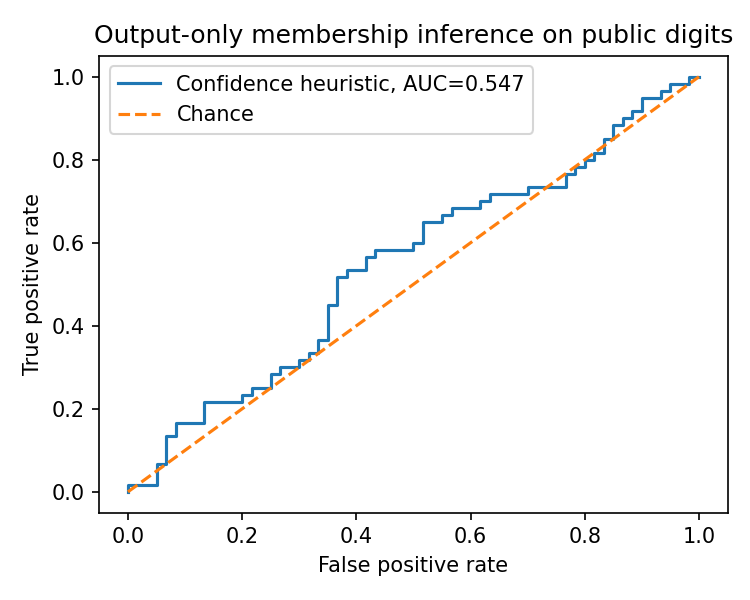 Output-only membership inference on public digits
Confidence heuristic, AUC=0.547
Chance
True positive rate
1.0
0.8
0.6
0.4
0.2
0.0
0.0 0.2 0.4 0.6 0.8 1.0
False positive rate